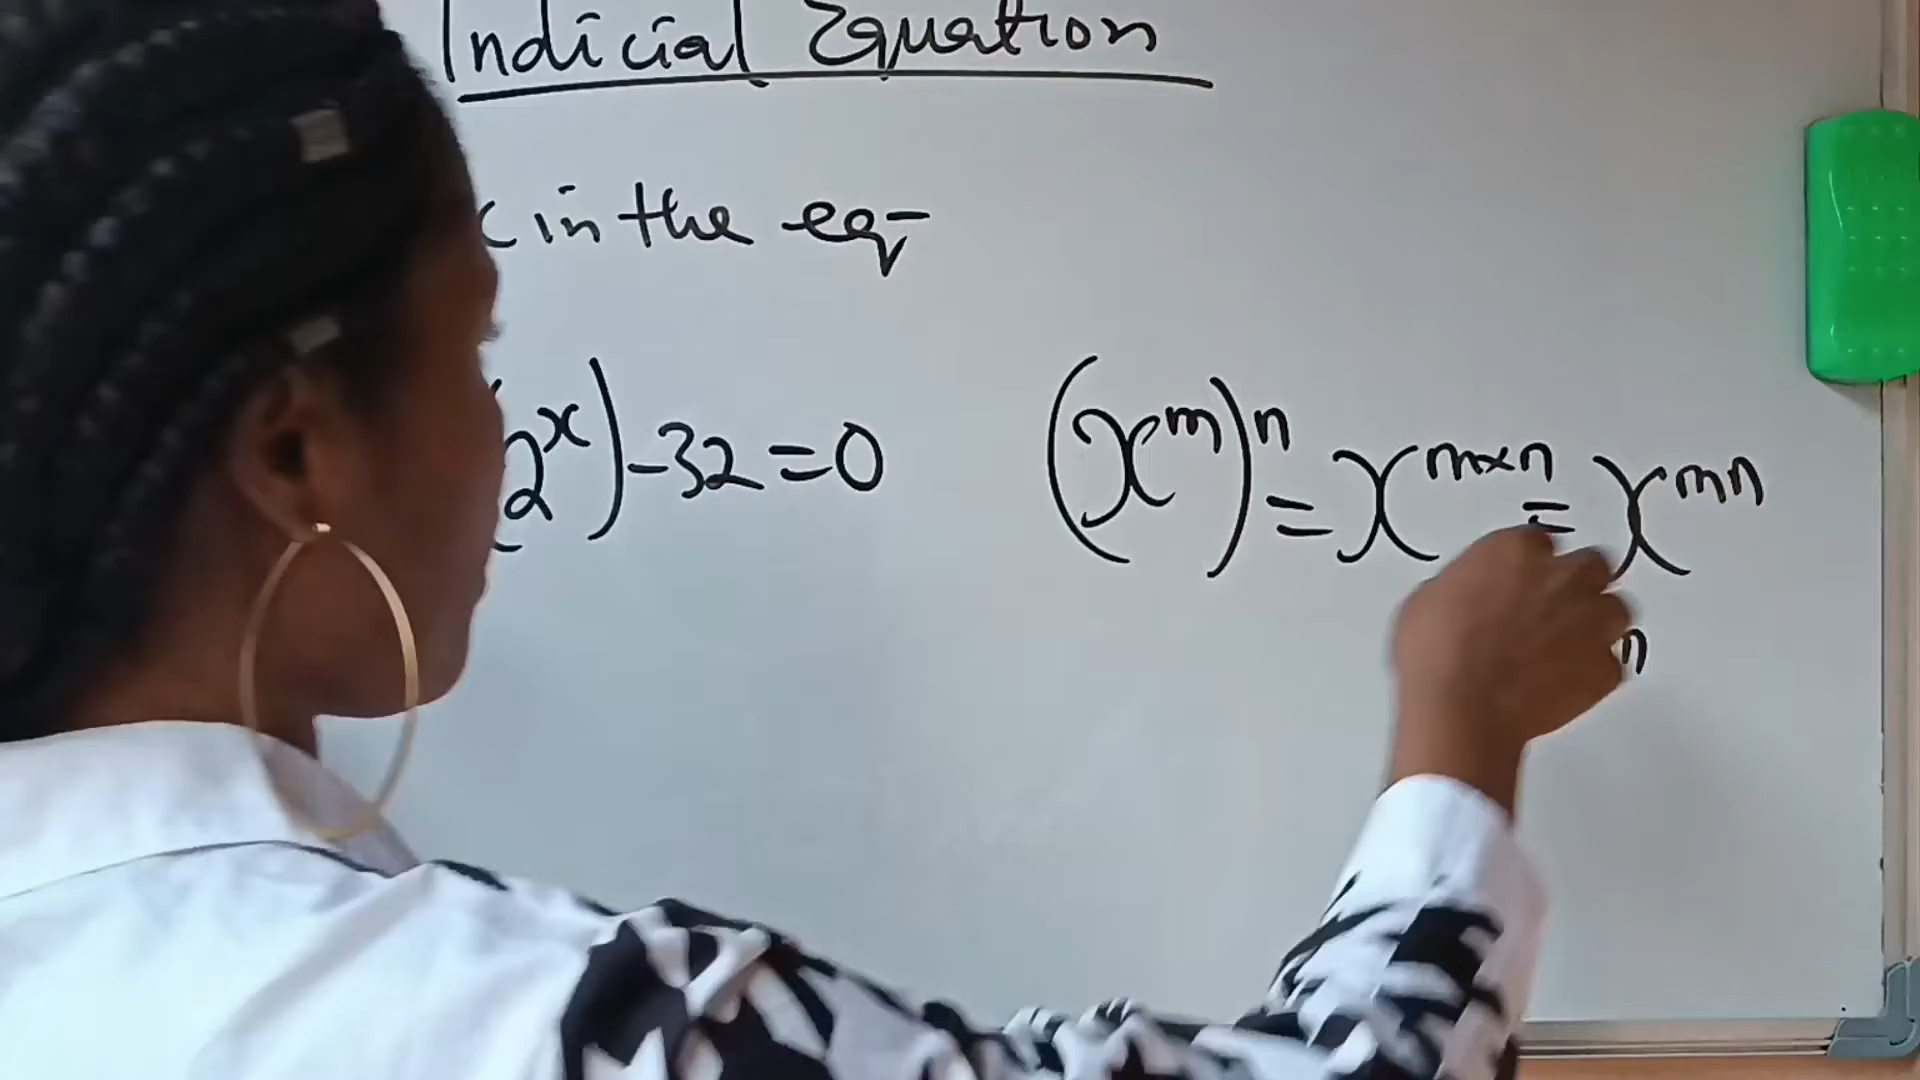 Indicial Equation
x in the eq-
(2^x) - 32 = 0
(x^m)^n = x^{m×n} = x^{mn}
n